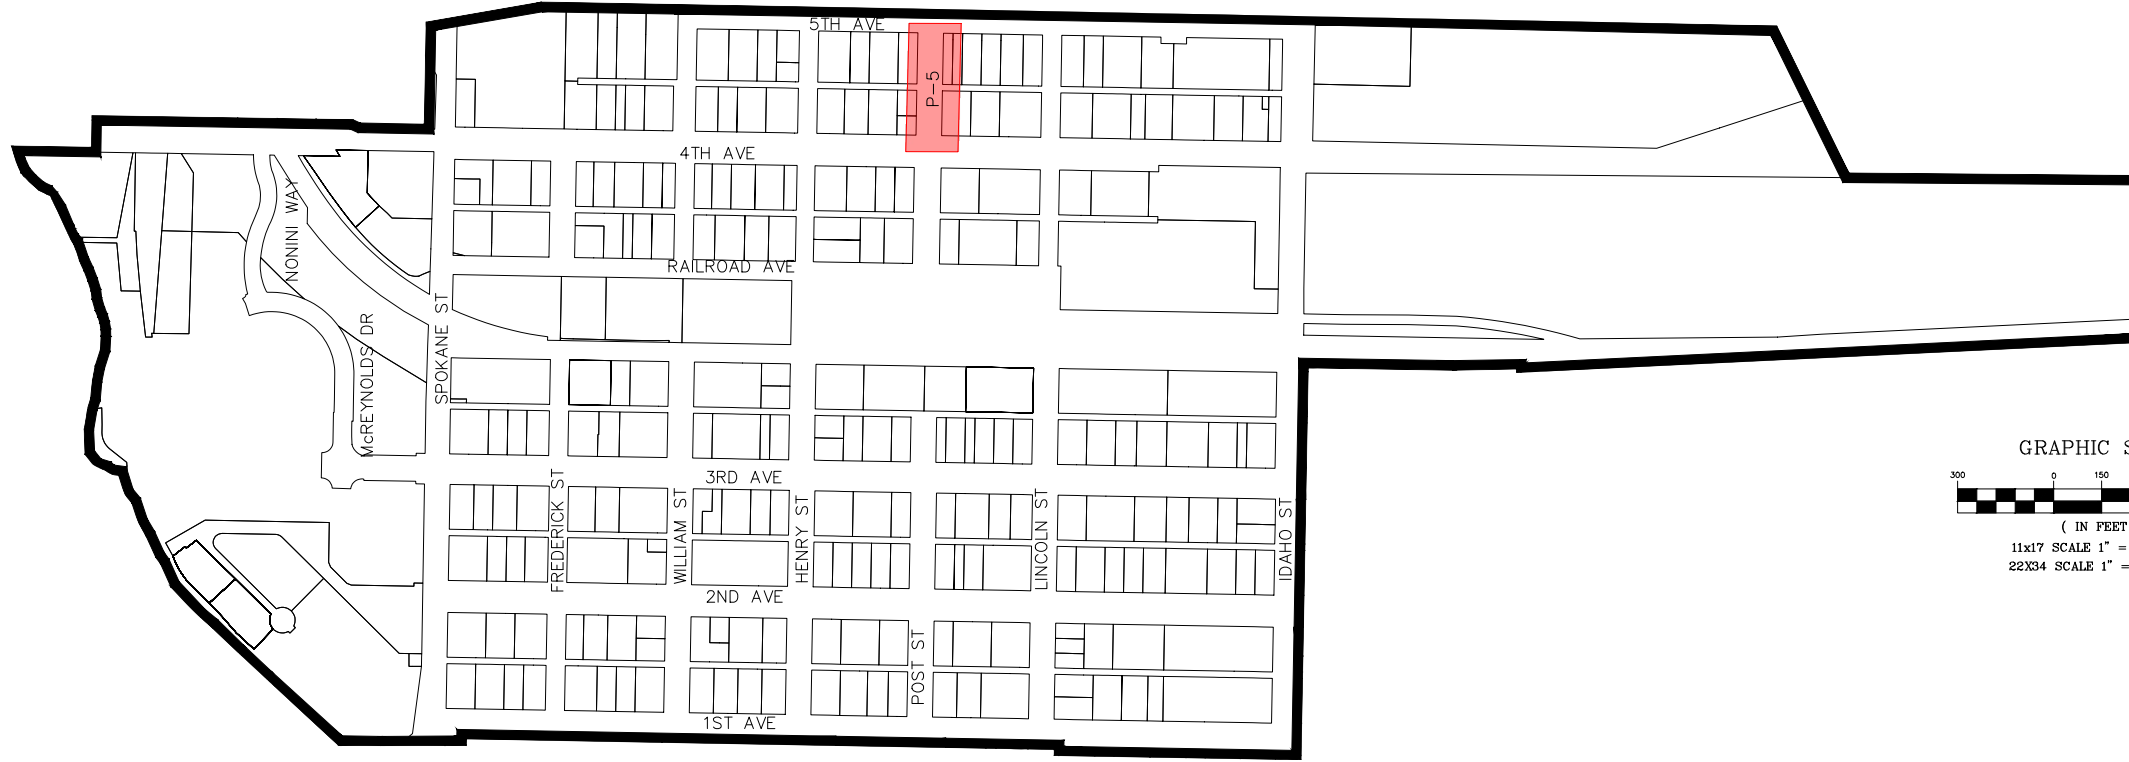 5TH AVE
P-5
4TH AVE
NONINI WAY
RAILROAD AVE
SPOKANE ST
McREYNOLDS DR
GRAPHIC S
300 0 150
( IN FEET
11x17 SCALE 1" =
22X34 SCALE 1" =
3RD AVE
FREDERICK ST
WILLIAM ST
HENRY ST
LINCOLN ST
IDAHO ST
2ND AVE
POST ST
1ST AVE